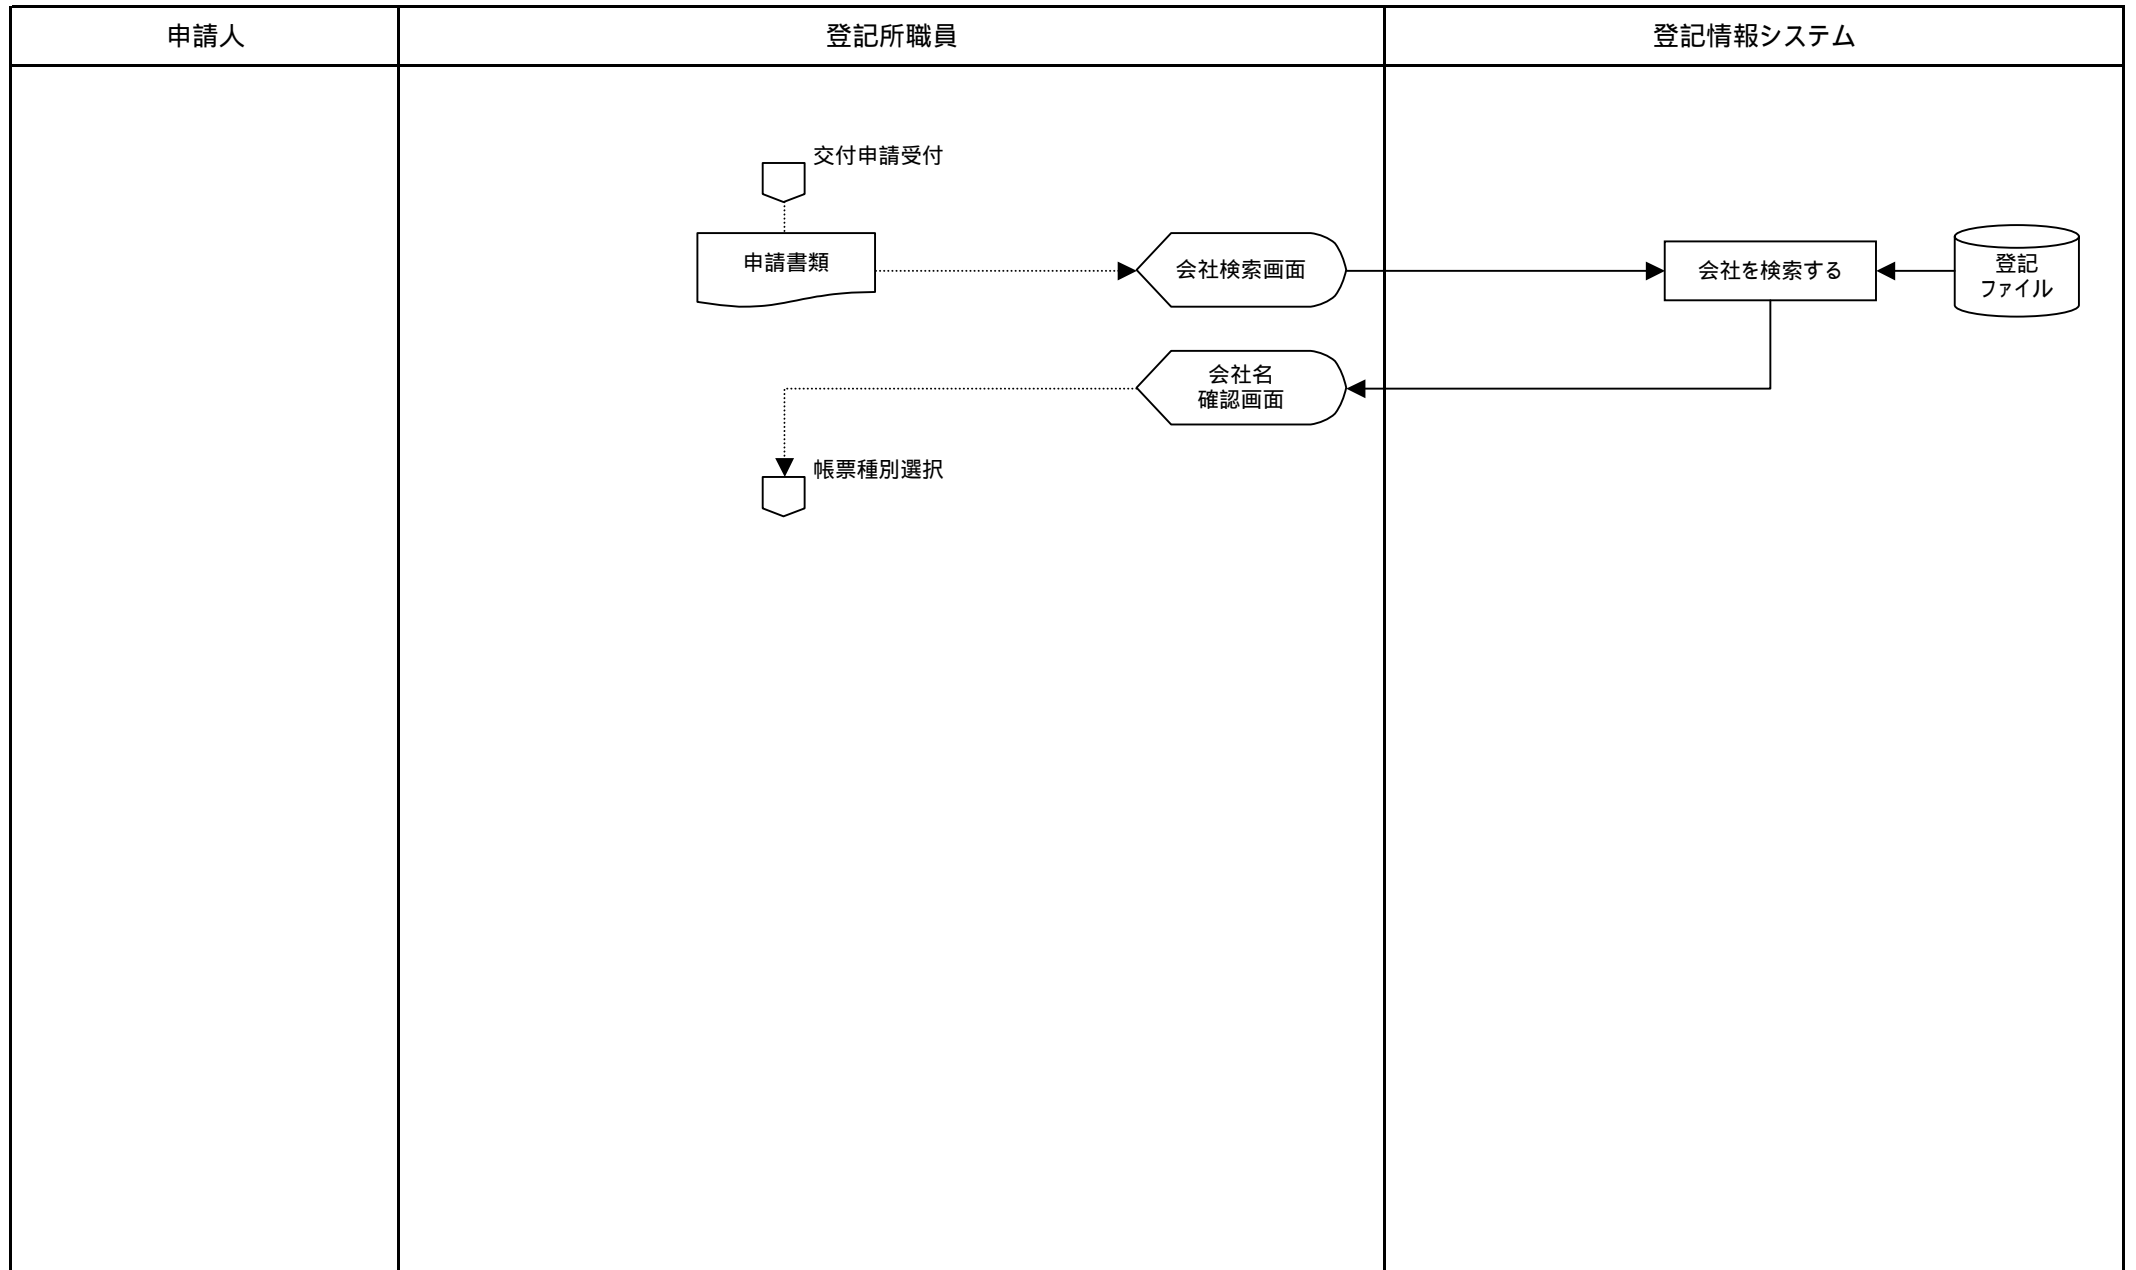 申請人
登記所職員
登記情報システム
交付申請受付
申請書類
会社検索画面
会社を検索する
登記
ファイル
会社名
確認画面
帳票種別選択